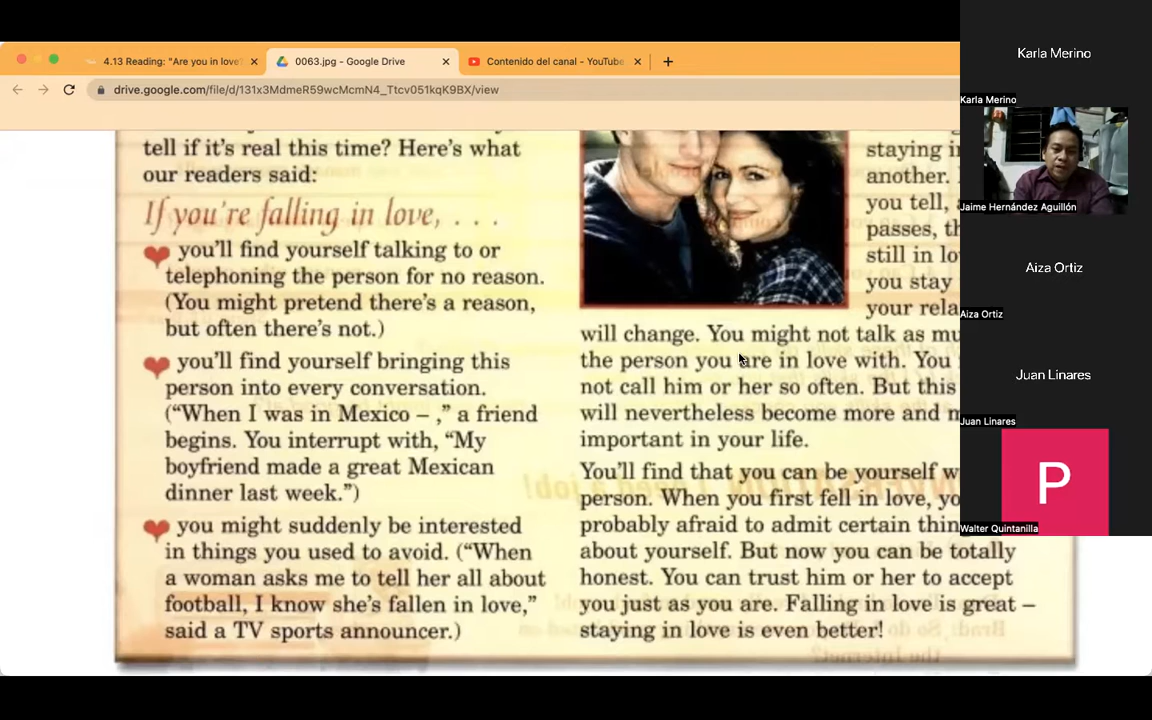 4.13 Reading: "Are you in love
0063.jpg - Google Drive
Contenido del canal - YouTube
drive.google.com/file/d/131x3MdmeR59wcMcmN4_Ttcv051kqK9BX/view
tell if it's real this time? Here's what
our readers said:
If you're falling in love, . . .
you'll find yourself talking to or
telephoning the person for no reason.
(You might pretend there's a reason,
but often there's not.)
you'll find yourself bringing this
person into every conversation.
("When I was in Mexico – ," a friend
begins. You interrupt with, "My
boyfriend made a great Mexican
dinner last week.")
you might suddenly be interested
in things you used to avoid. ("When
a woman asks me to tell her all about
football, I know she's fallen in love,"
said a TV sports announcer.)
staying in
another.
you tell,
passes, th
still in lo
you stay
your rela
will change. You might not talk as mu
the person you are in love with. You
not call him or her so often. But this
will nevertheless become more and m
important in your life.
You'll find that you can be yourself w
person. When you first fell in love, yo
probably afraid to admit certain thin
about yourself. But now you can be totally
honest. You can trust him or her to accept
you just as you are. Falling in love is great –
staying in love is even better!
Karla Merino
Karla Merino
Jaime Hernández Aguillón
Aiza Ortiz
Aiza Ortiz
Juan Linares
Juan Linares
P
Walter Quintanilla